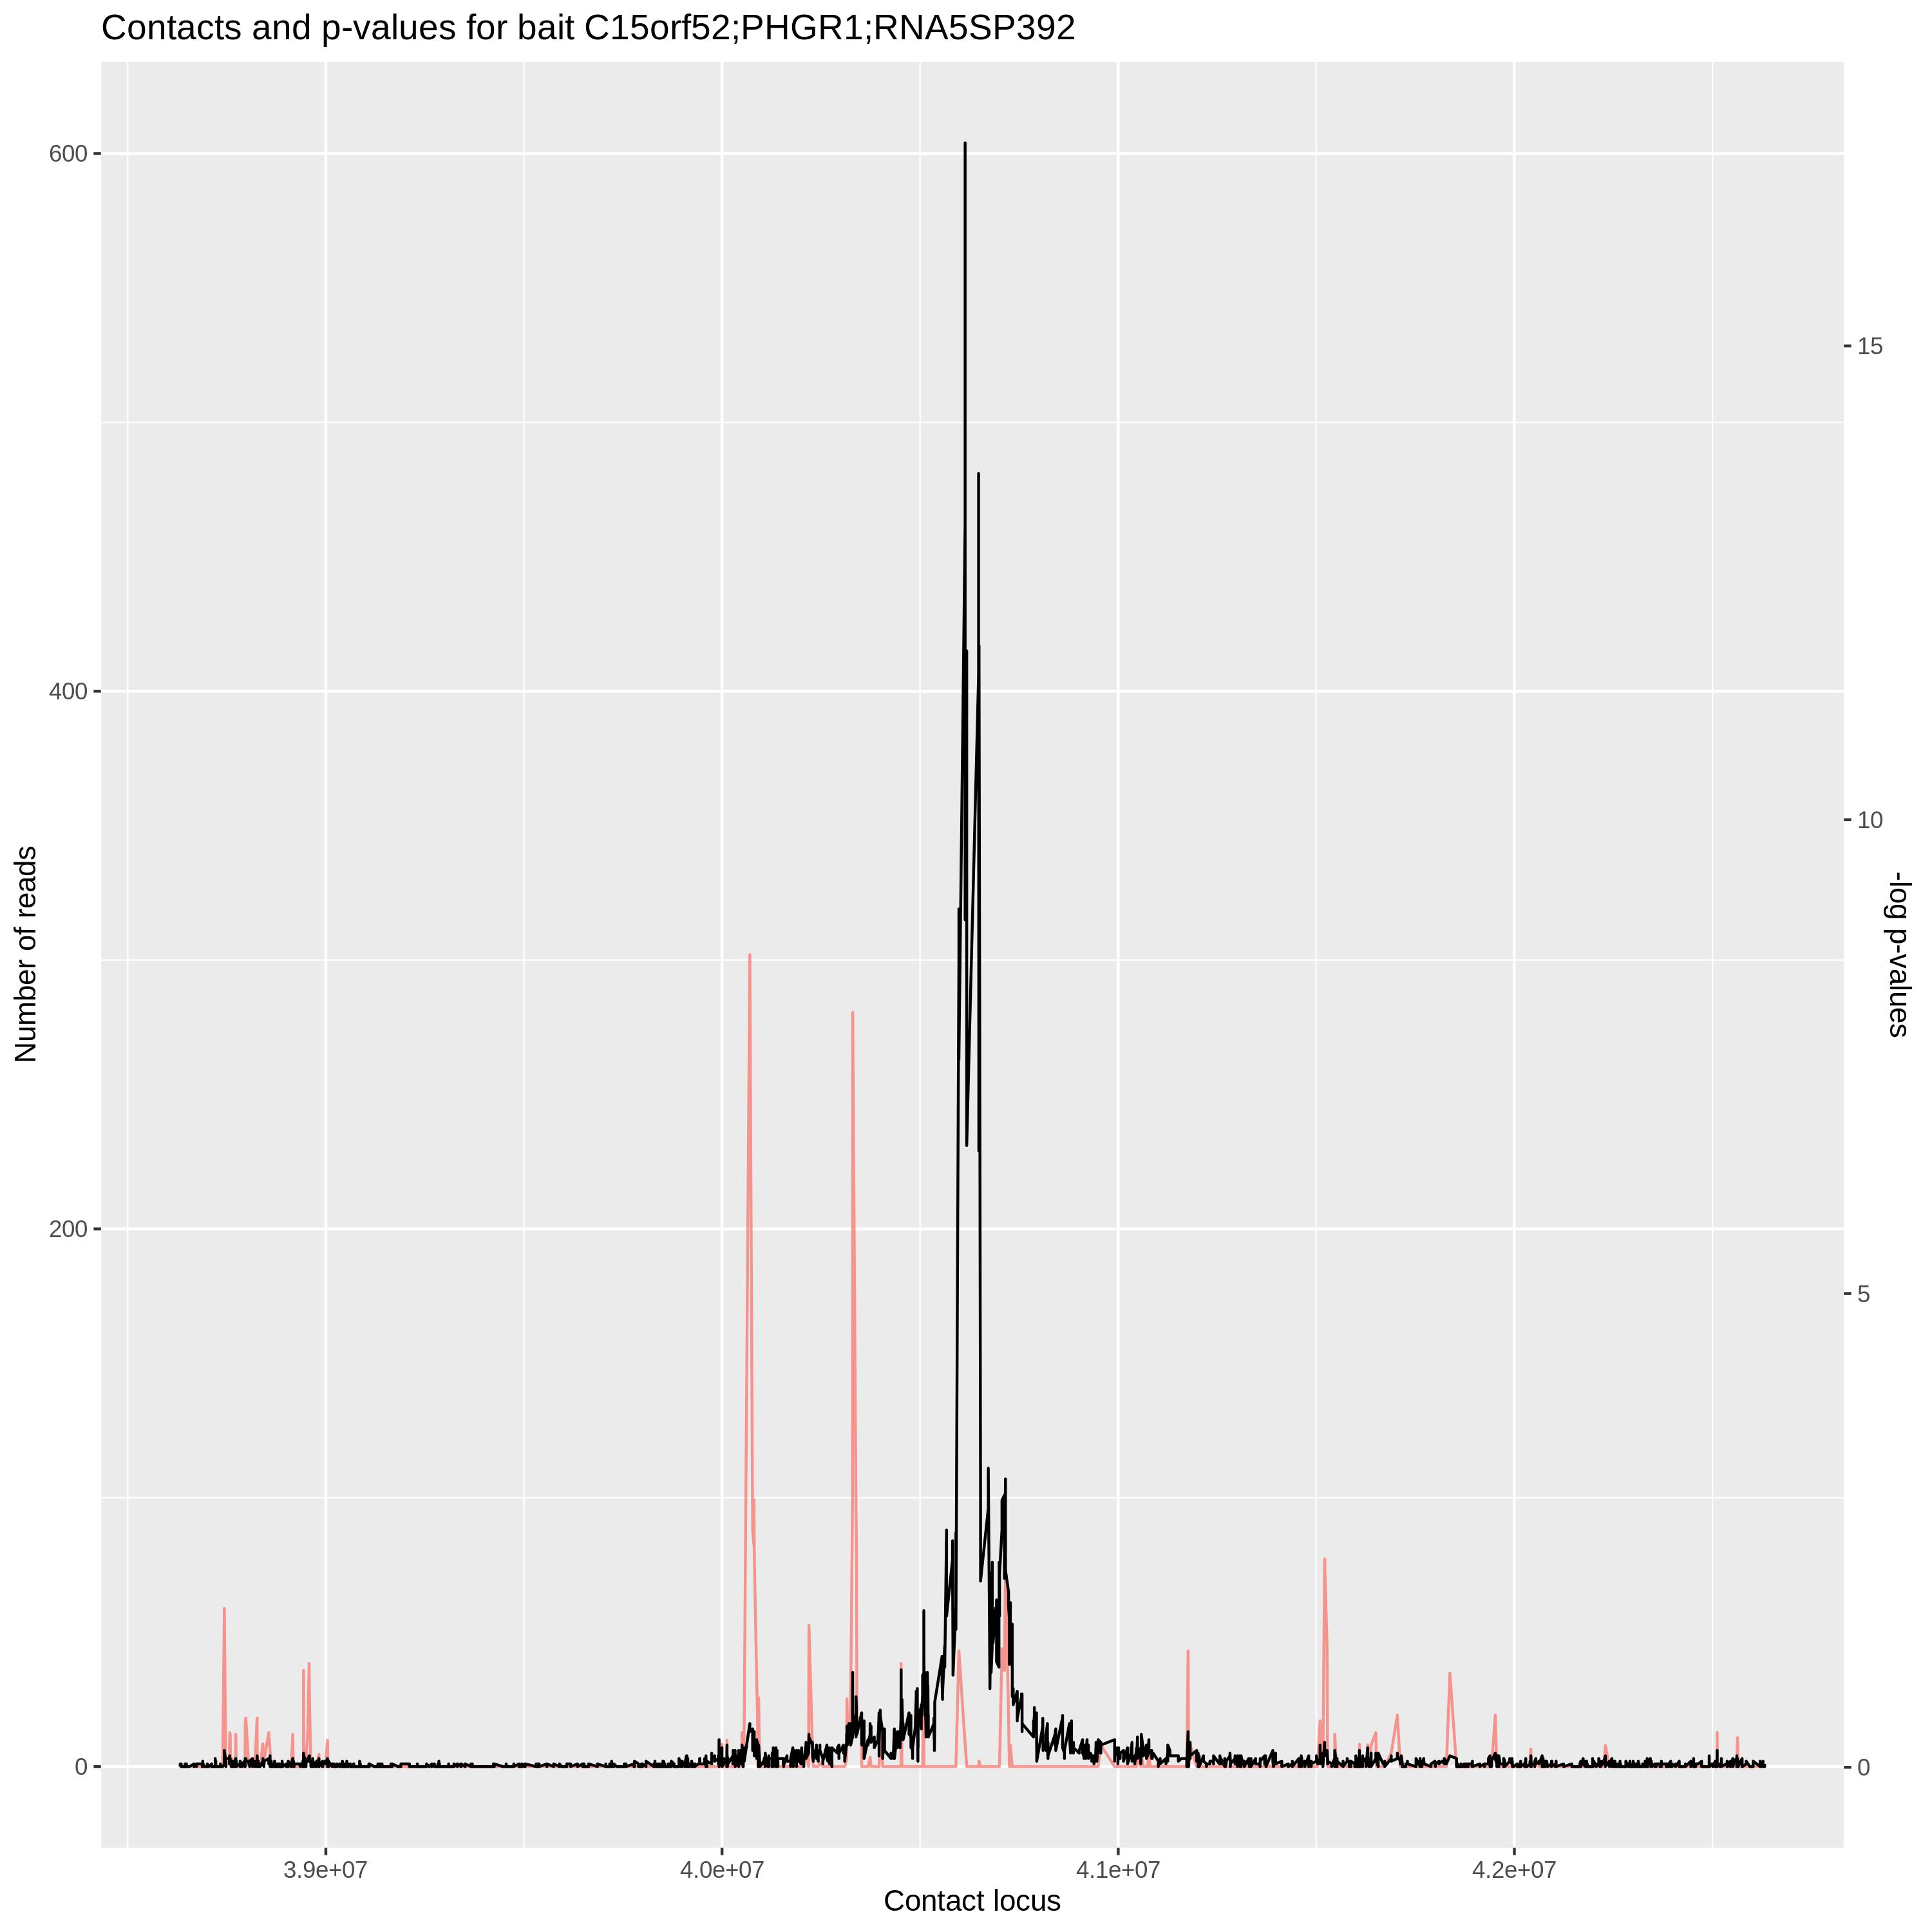 Contacts and p-values for bait C15orf52;PHGR1;RNA5SP392
600
400
200
0
Number of reads
15
10
5
0
-log p-values
3.9e+07
4.0e+07
4.1e+07
4.2e+07
Contact locus